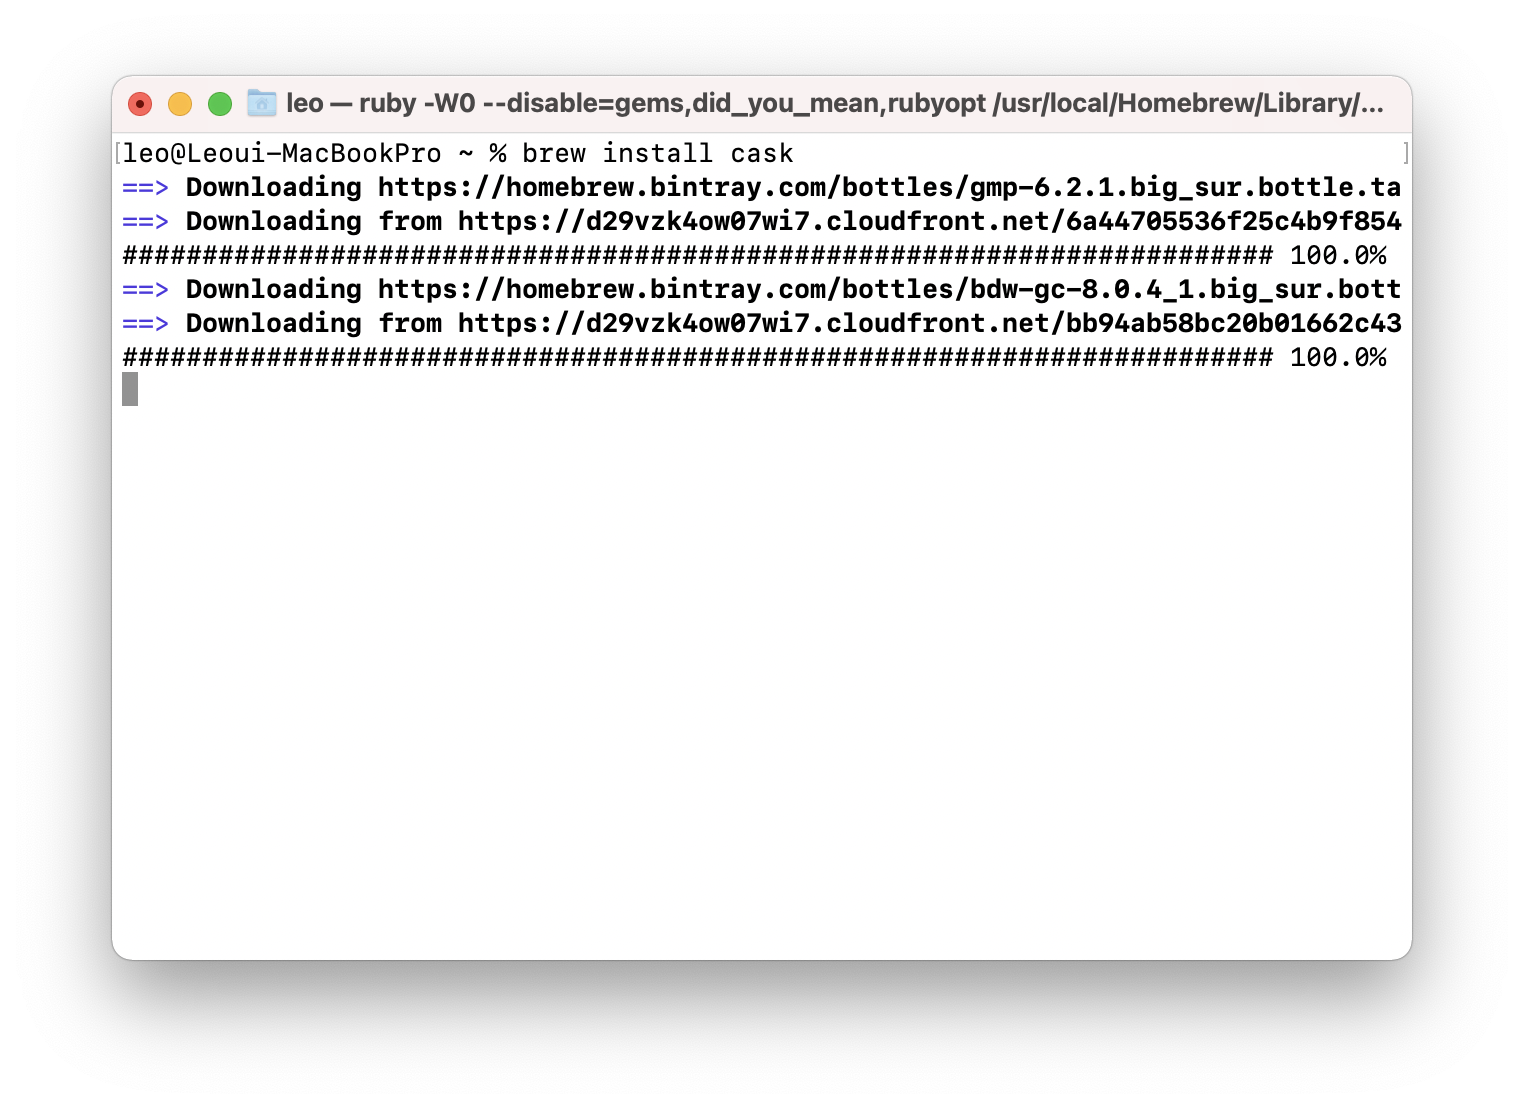 leo — ruby -W0 --disable=gems,did_you_mean,rubyopt /usr/local/Homebrew/Library/...
[leo@Leoui-MacBookPro ~ % brew install cask ]
==> Downloading https://homebrew.bintray.com/bottles/gmp-6.2.1.big_sur.bottle.ta
==> Downloading from https://d29vzk4ow07wi7.cloudfront.net/6a44705536f25c4b9f854
######################################################################## 100.0%
==> Downloading https://homebrew.bintray.com/bottles/bdw-gc-8.0.4_1.big_sur.bott
==> Downloading from https://d29vzk4ow07wi7.cloudfront.net/bb94ab58bc20b01662c43
######################################################################## 100.0%